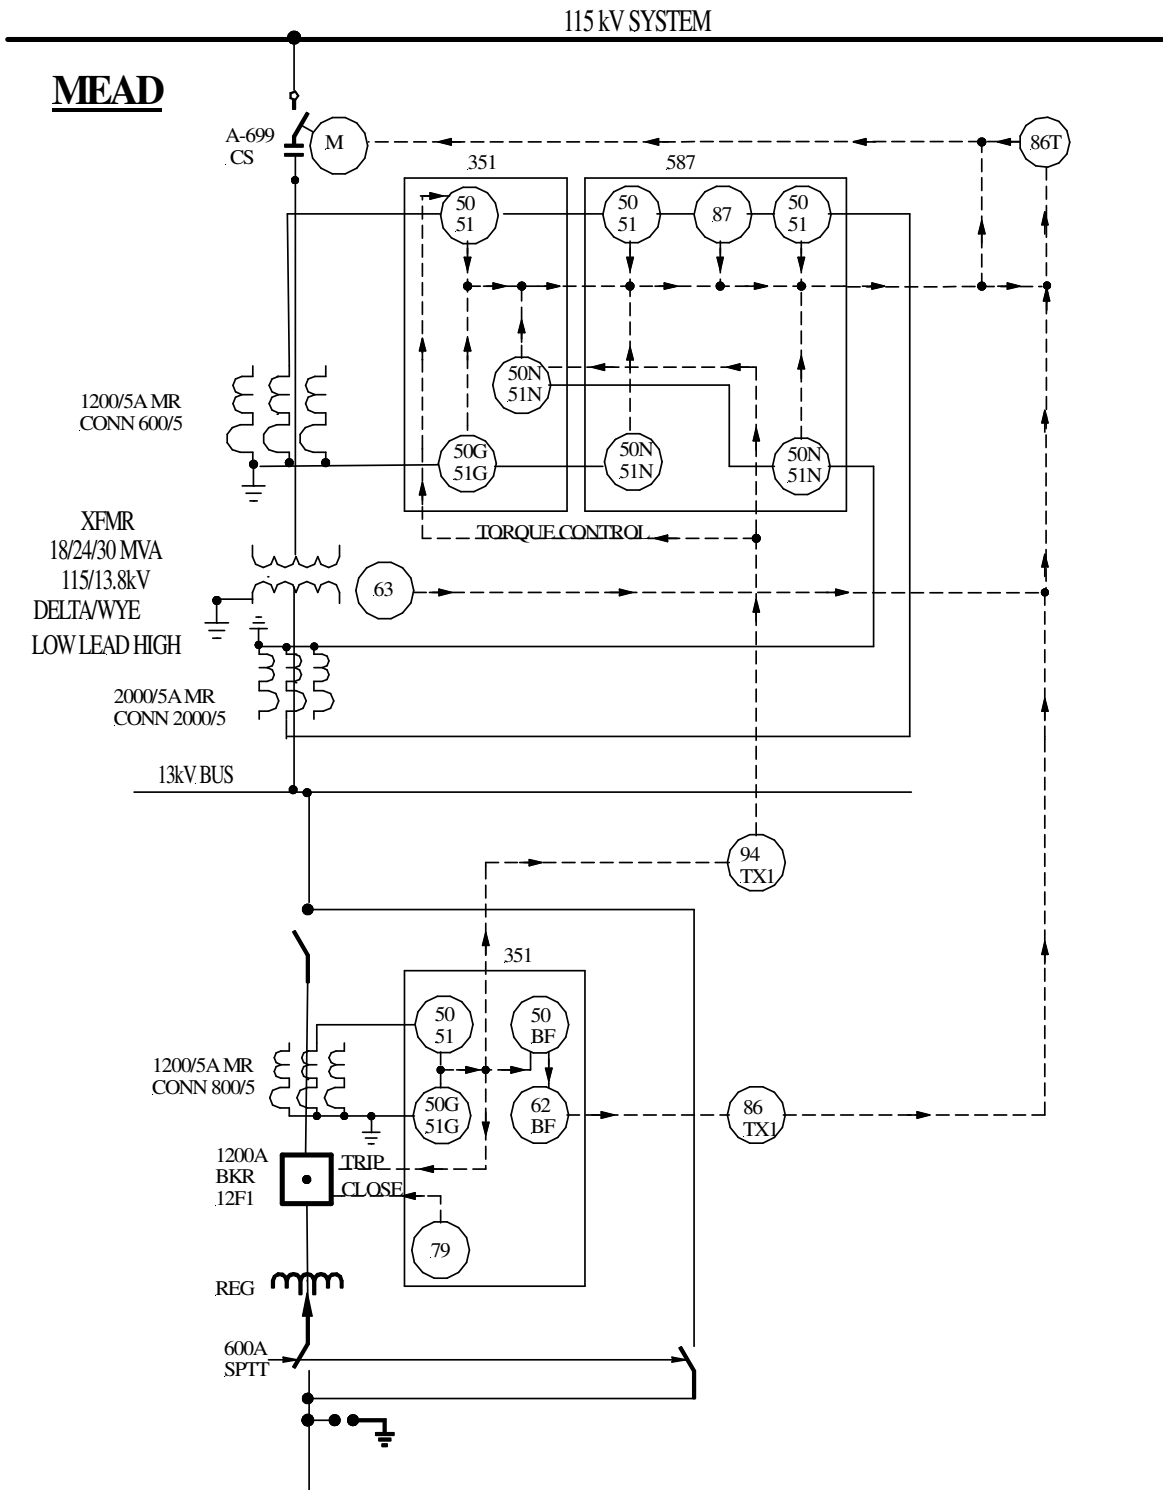 115 kV SYSTEM
MEAD
A-699
CS
M
86T
351
587
50
51
50
51
87
50
51
50N
51N
1200/5A MR
CONN 600/5
50G
51G
50N
51N
50N
51N
TORQUE CONTROL
XFMR
18/24/30 MVA
115/13.8kV
DELTA/WYE
LOW LEAD HIGH
63
2000/5A MR
CONN 2000/5
13kV BUS
94
TX1
351
50
51
50
BF
1200/5A MR
CONN 800/5
50G
51G
62
BF
86
TX1
1200A
BKR
12F1
TRIP
CLOSE
79
REG
600A
SPTT